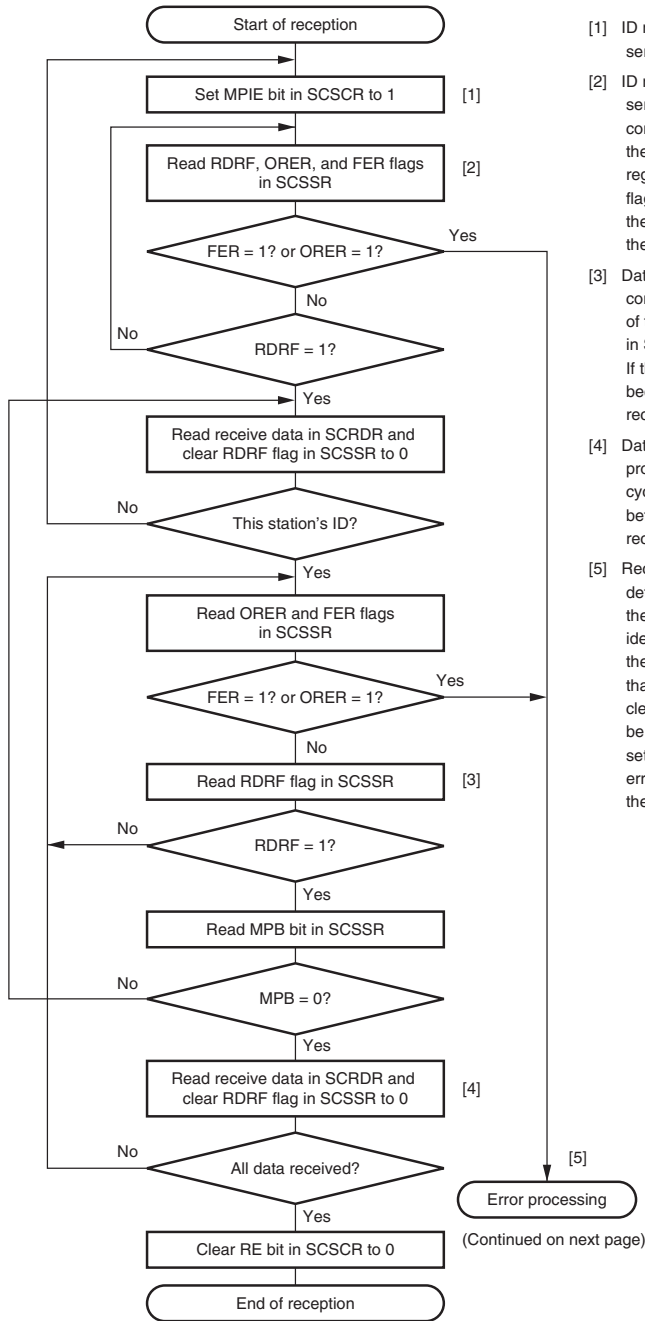 Start of reception
Set MPIE bit in SCSCR to 1
[1]
Read RDRF, ORER, and FER flags
in SCSSR
[2]
FER = 1? or ORER = 1?
Yes
No
RDRF = 1?
No
Yes
Read receive data in SCRDR and
clear RDRF flag in SCSSR to 0
This station's ID?
No
Yes
Read ORER and FER flags
in SCSSR
FER = 1? or ORER = 1?
Yes
No
Read RDRF flag in SCSSR
[3]
RDRF = 1?
No
Yes
Read MPB bit in SCSSR
MPB = 0?
No
Yes
Read receive data in SCRDR and
clear RDRF flag in SCSSR to 0
[4]
All data received?
No
Yes
Clear RE bit in SCSCR to 0
End of reception
[5]
Error processing
(Continued on next page)
[1] ID
ser
[2] ID
ser
co
the
reg
flag
the
the
[3] Dat
co
of
in S
If t
be
rec
[4] Dat
pro
cyc
bet
rec
[5] Rec
det
the
ide
the
tha
cle
be
set
err
the